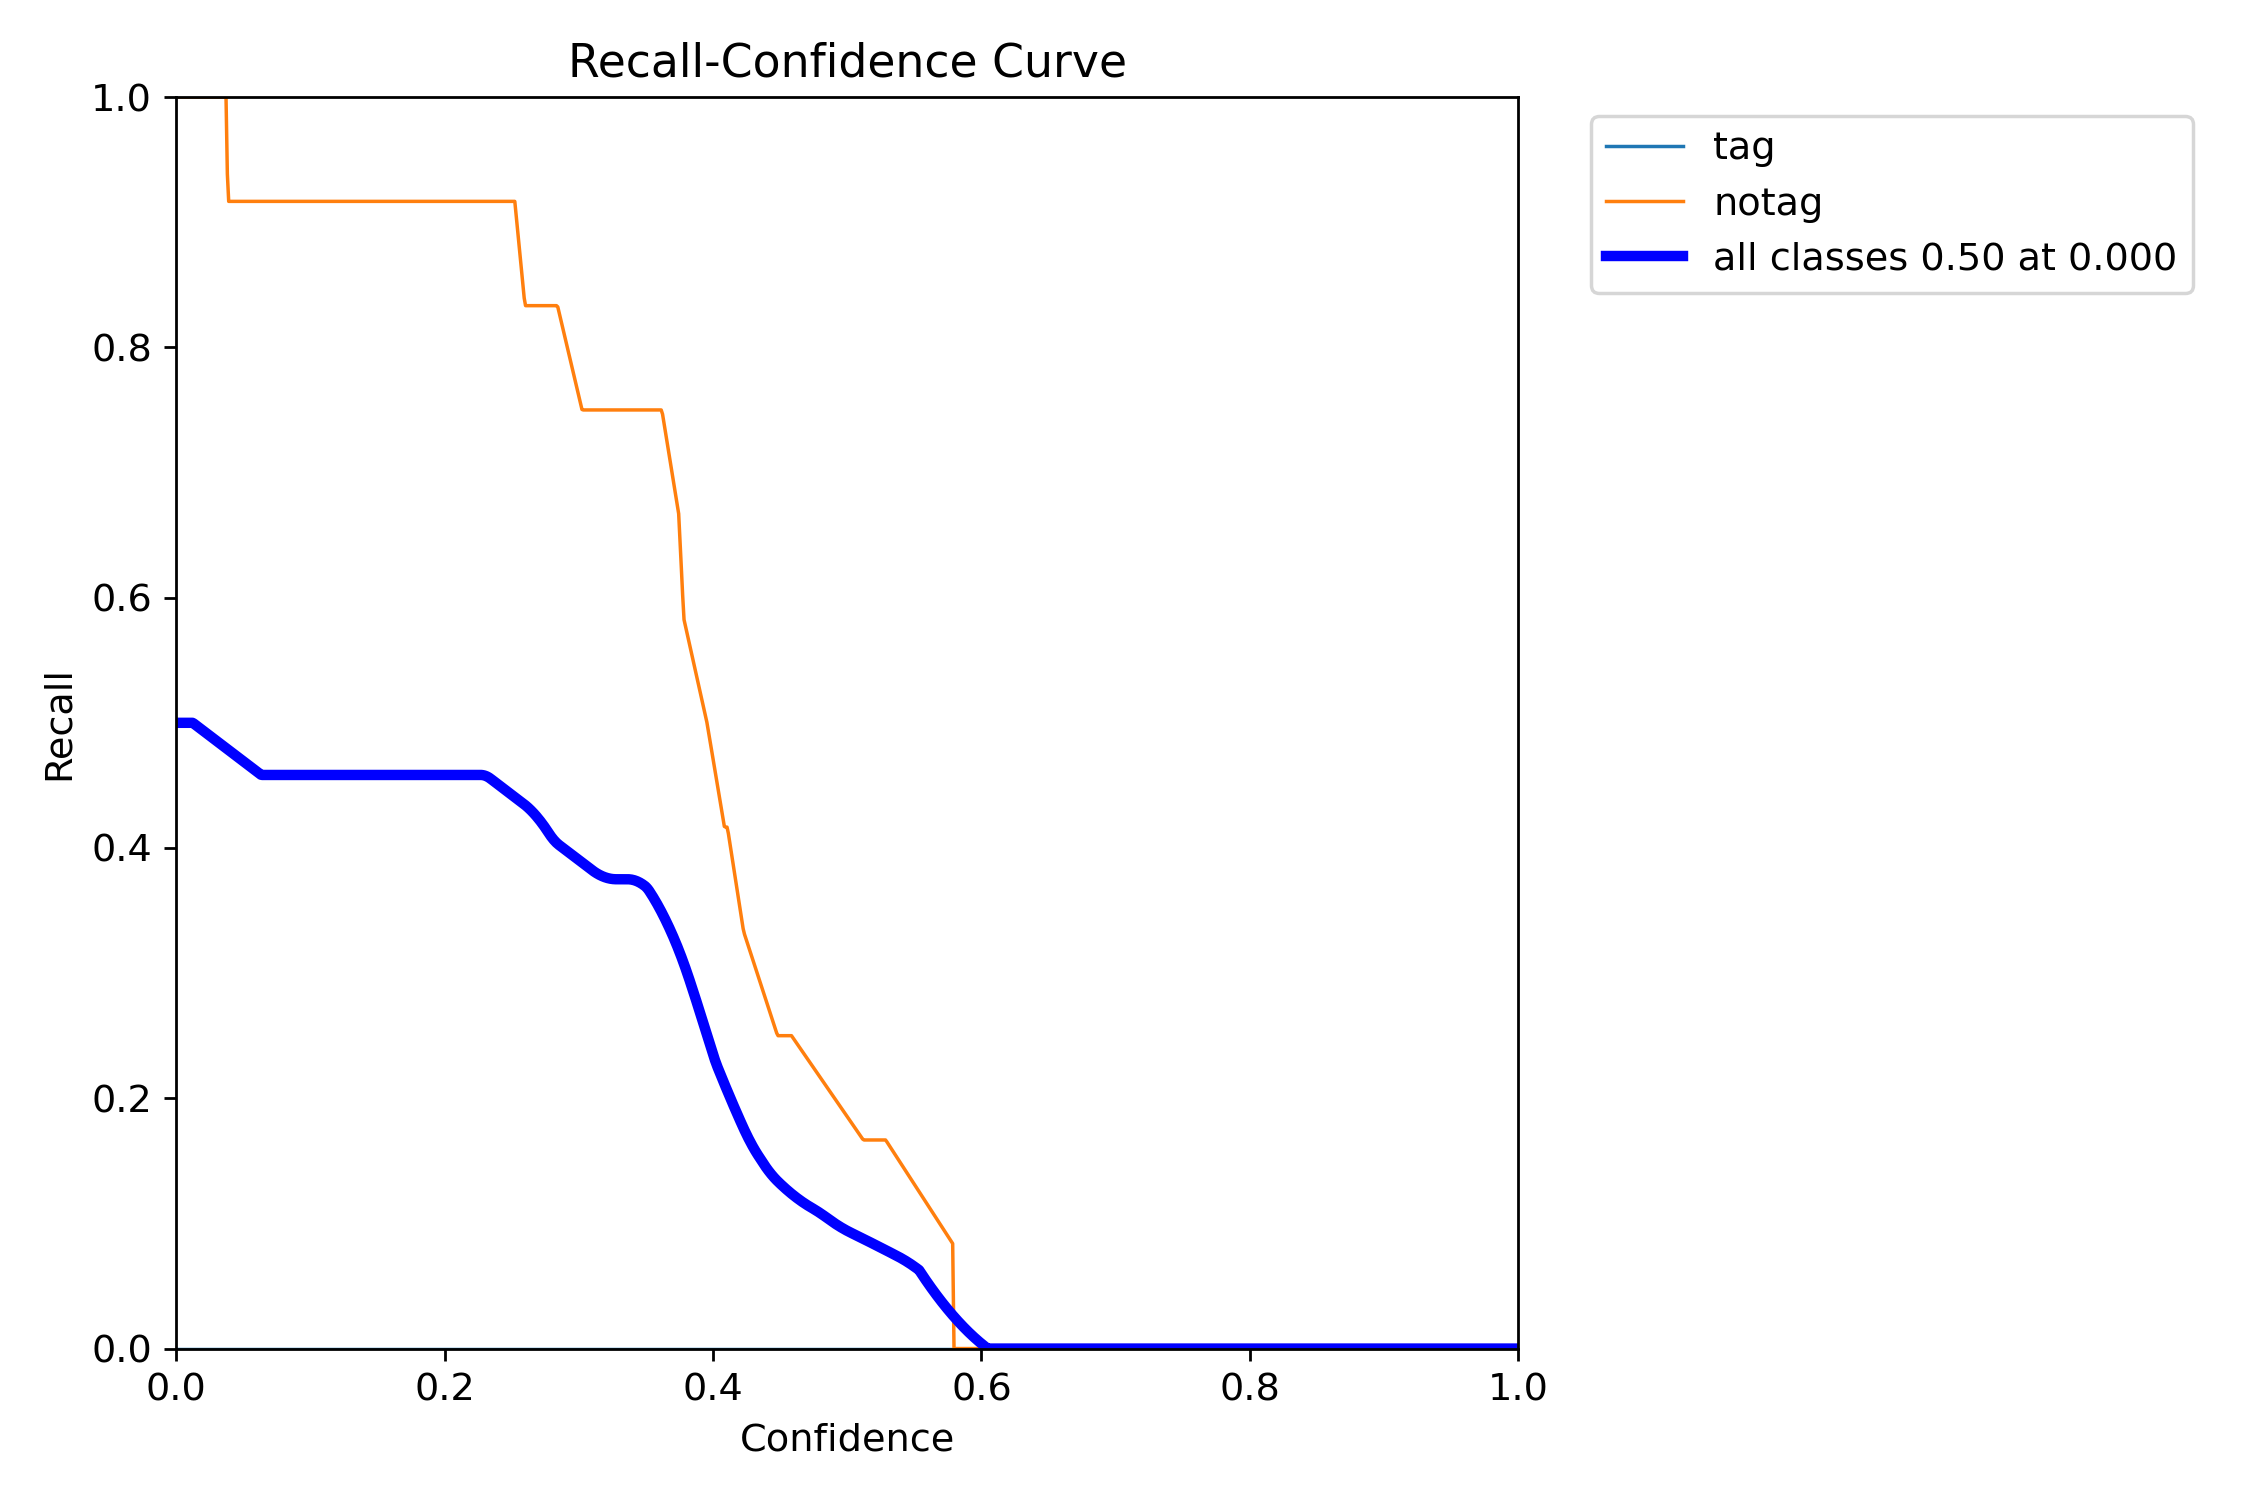 Recall-Confidence Curve
1.0
0.8
0.6
0.4
0.2
0.0
Recall
0.0 0.2 0.4 0.6 0.8 1.0
Confidence
tag
notag
all classes 0.50 at 0.000